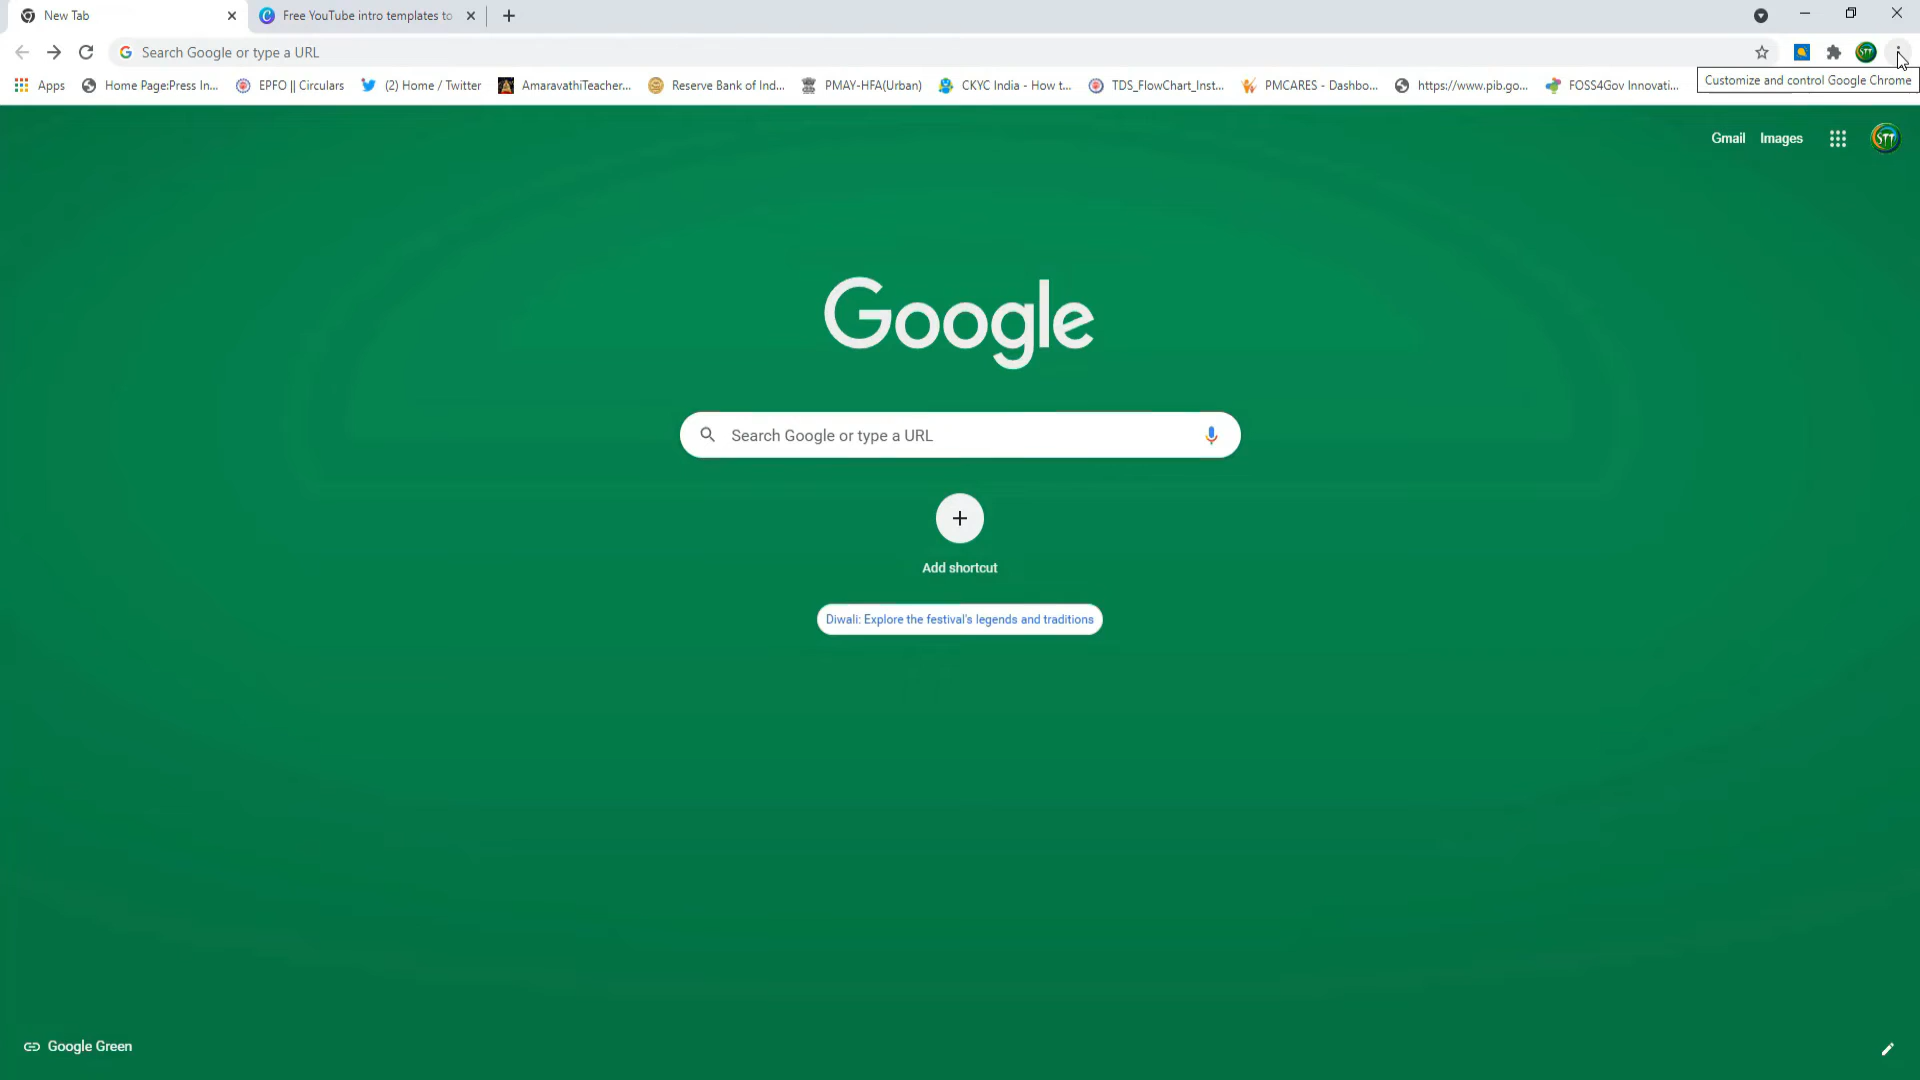 New Tab
Free YouTube intro templates to
Search Google or type a URL
Apps
Home Page:Press In...
EPFO || Circulars
(2) Home / Twitter
AmaravathiTeacher...
Reserve Bank of Ind...
PMAY-HFA(Urban)
CKYC India - How t...
TDS_FlowChart_Inst...
PMCARES - Dashbo...
https://www.pib.go...
FOSS4Gov Innovati...
Customize and control Google Chrome
Gmail
Images
STT
Google
Search Google or type a URL
Add shortcut
Diwali: Explore the festival's legends and traditions
Google Green